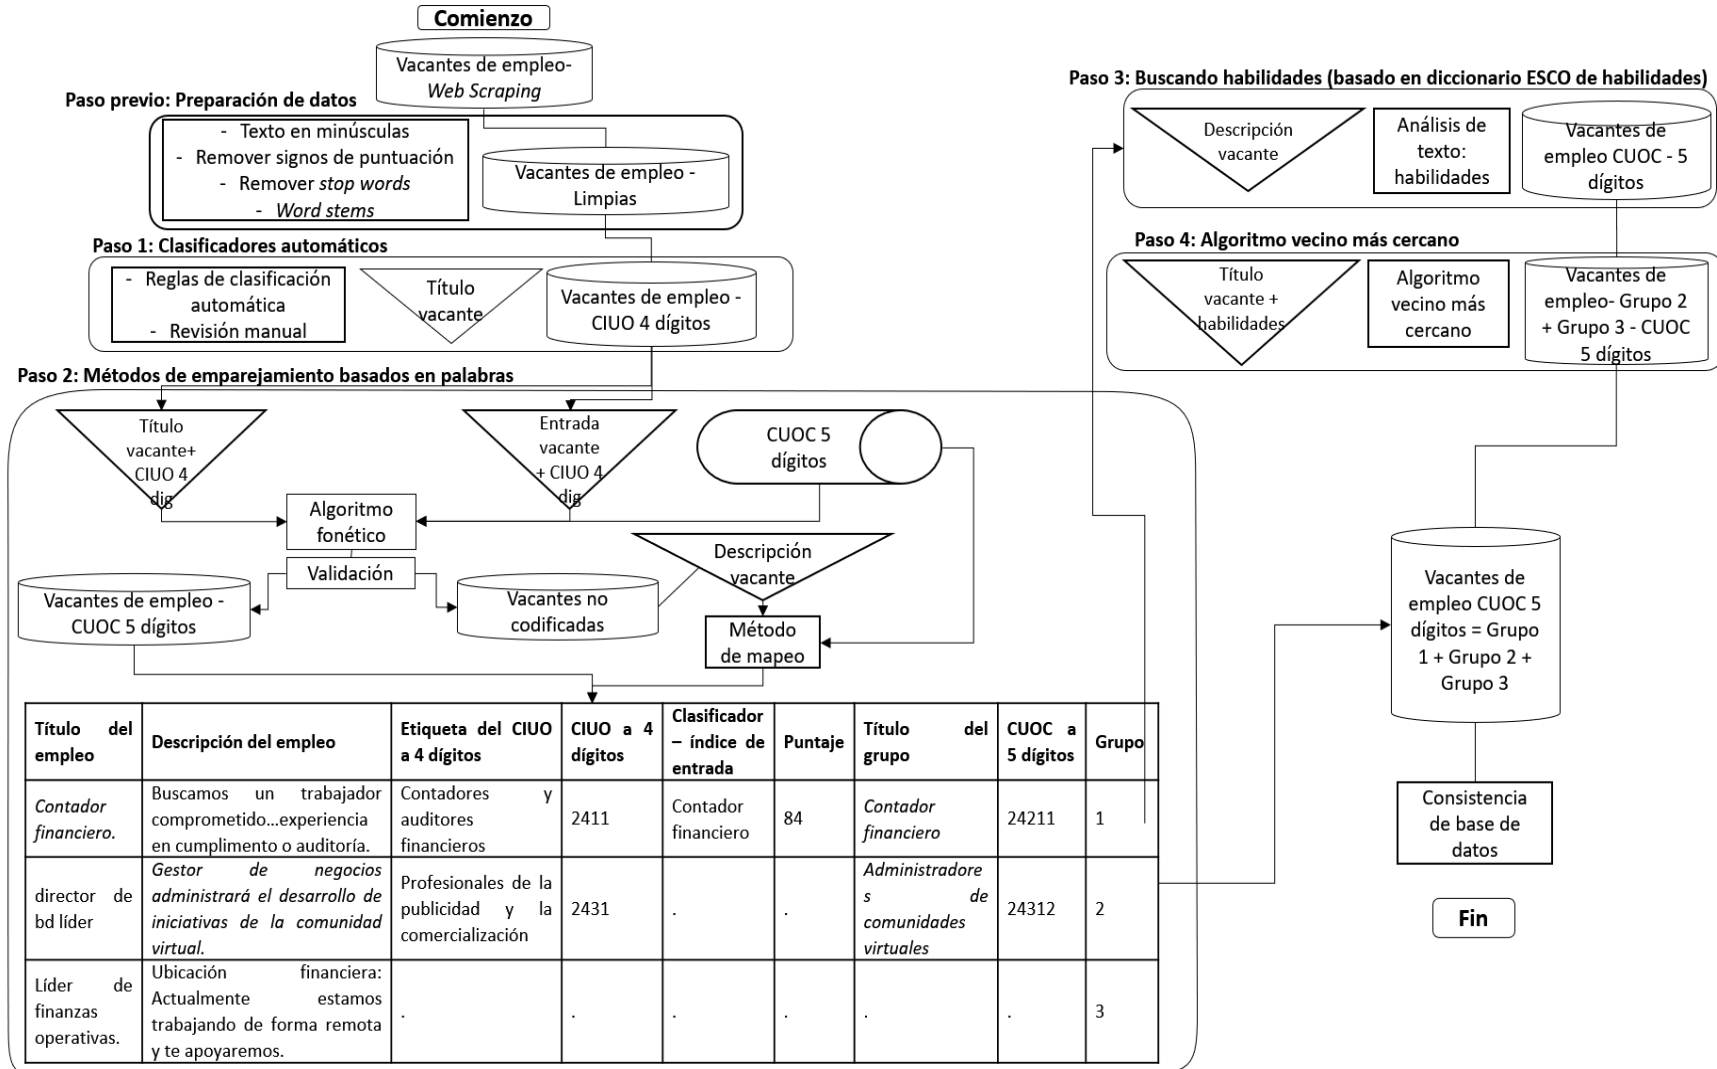 Comienzo
Vacantes de empleo-
Web Scraping
Paso previo: Preparación de datos
- Texto en minúsculas
- Remover signos de puntuación
- Remover stop words
- Word stems
Vacantes de empleo -
Limpias
Paso 1: Clasificadores automáticos
- Reglas de clasificación
automática
- Revisión manual
Título
vacante
Vacantes de empleo -
CIUO 4 dígitos
Paso 2: Métodos de emparejamiento basados en palabras
Título
vacante+
CIUO 4
dig
Entrada
vacante
+ CIUO 4
dig
CUOC 5
dígitos
Algoritmo
fonético
Validación
Vacantes de empleo -
CUOC 5 dígitos
Vacantes no
codificadas
Descripción
vacante
Método
de mapeo
Título del
empleo
Descripción del empleo
Etiqueta del CIUO
a 4 dígitos
CIUO a 4
dígitos
Clasificador
– índice de
entrada
Puntaje
Título del
grupo
CUOC a
5 dígitos
Grupo
Contador
financiero.
Buscamos un trabajador
comprometido...experiencia
en cumplimento o auditoría.
Contadores y
auditores
financieros
2411
Contador
financiero
84
Contador
financiero
24211
1
director de
bd líder
Gestor de negocios
administrará el desarrollo de
iniciativas de la comunidad
virtual.
Profesionales de la
publicidad y la
comercialización
2431
.
.
Administradore
s de
comunidades
virtuales
24312
2
Líder de
finanzas
operativas.
Ubicación financiera:
Actualmente estamos
trabajando de forma remota
y te apoyaremos.
.
.
.
.
.
.
3
Paso 3: Buscando habilidades (basado en diccionario ESCO de habilidades)
Descripción
vacante
Análisis de
texto:
habilidades
Vacantes de
empleo CUOC - 5
dígitos
Paso 4: Algoritmo vecino más cercano
Título
vacante +
habilidades
Algoritmo
vecino más
cercano
Vacantes de
empleo- Grupo 2
+ Grupo 3 - CUOC
5 dígitos
Vacantes de
empleo CUOC 5
dígitos = Grupo
1 + Grupo 2 +
Grupo 3
Consistencia
de base de
datos
Fin